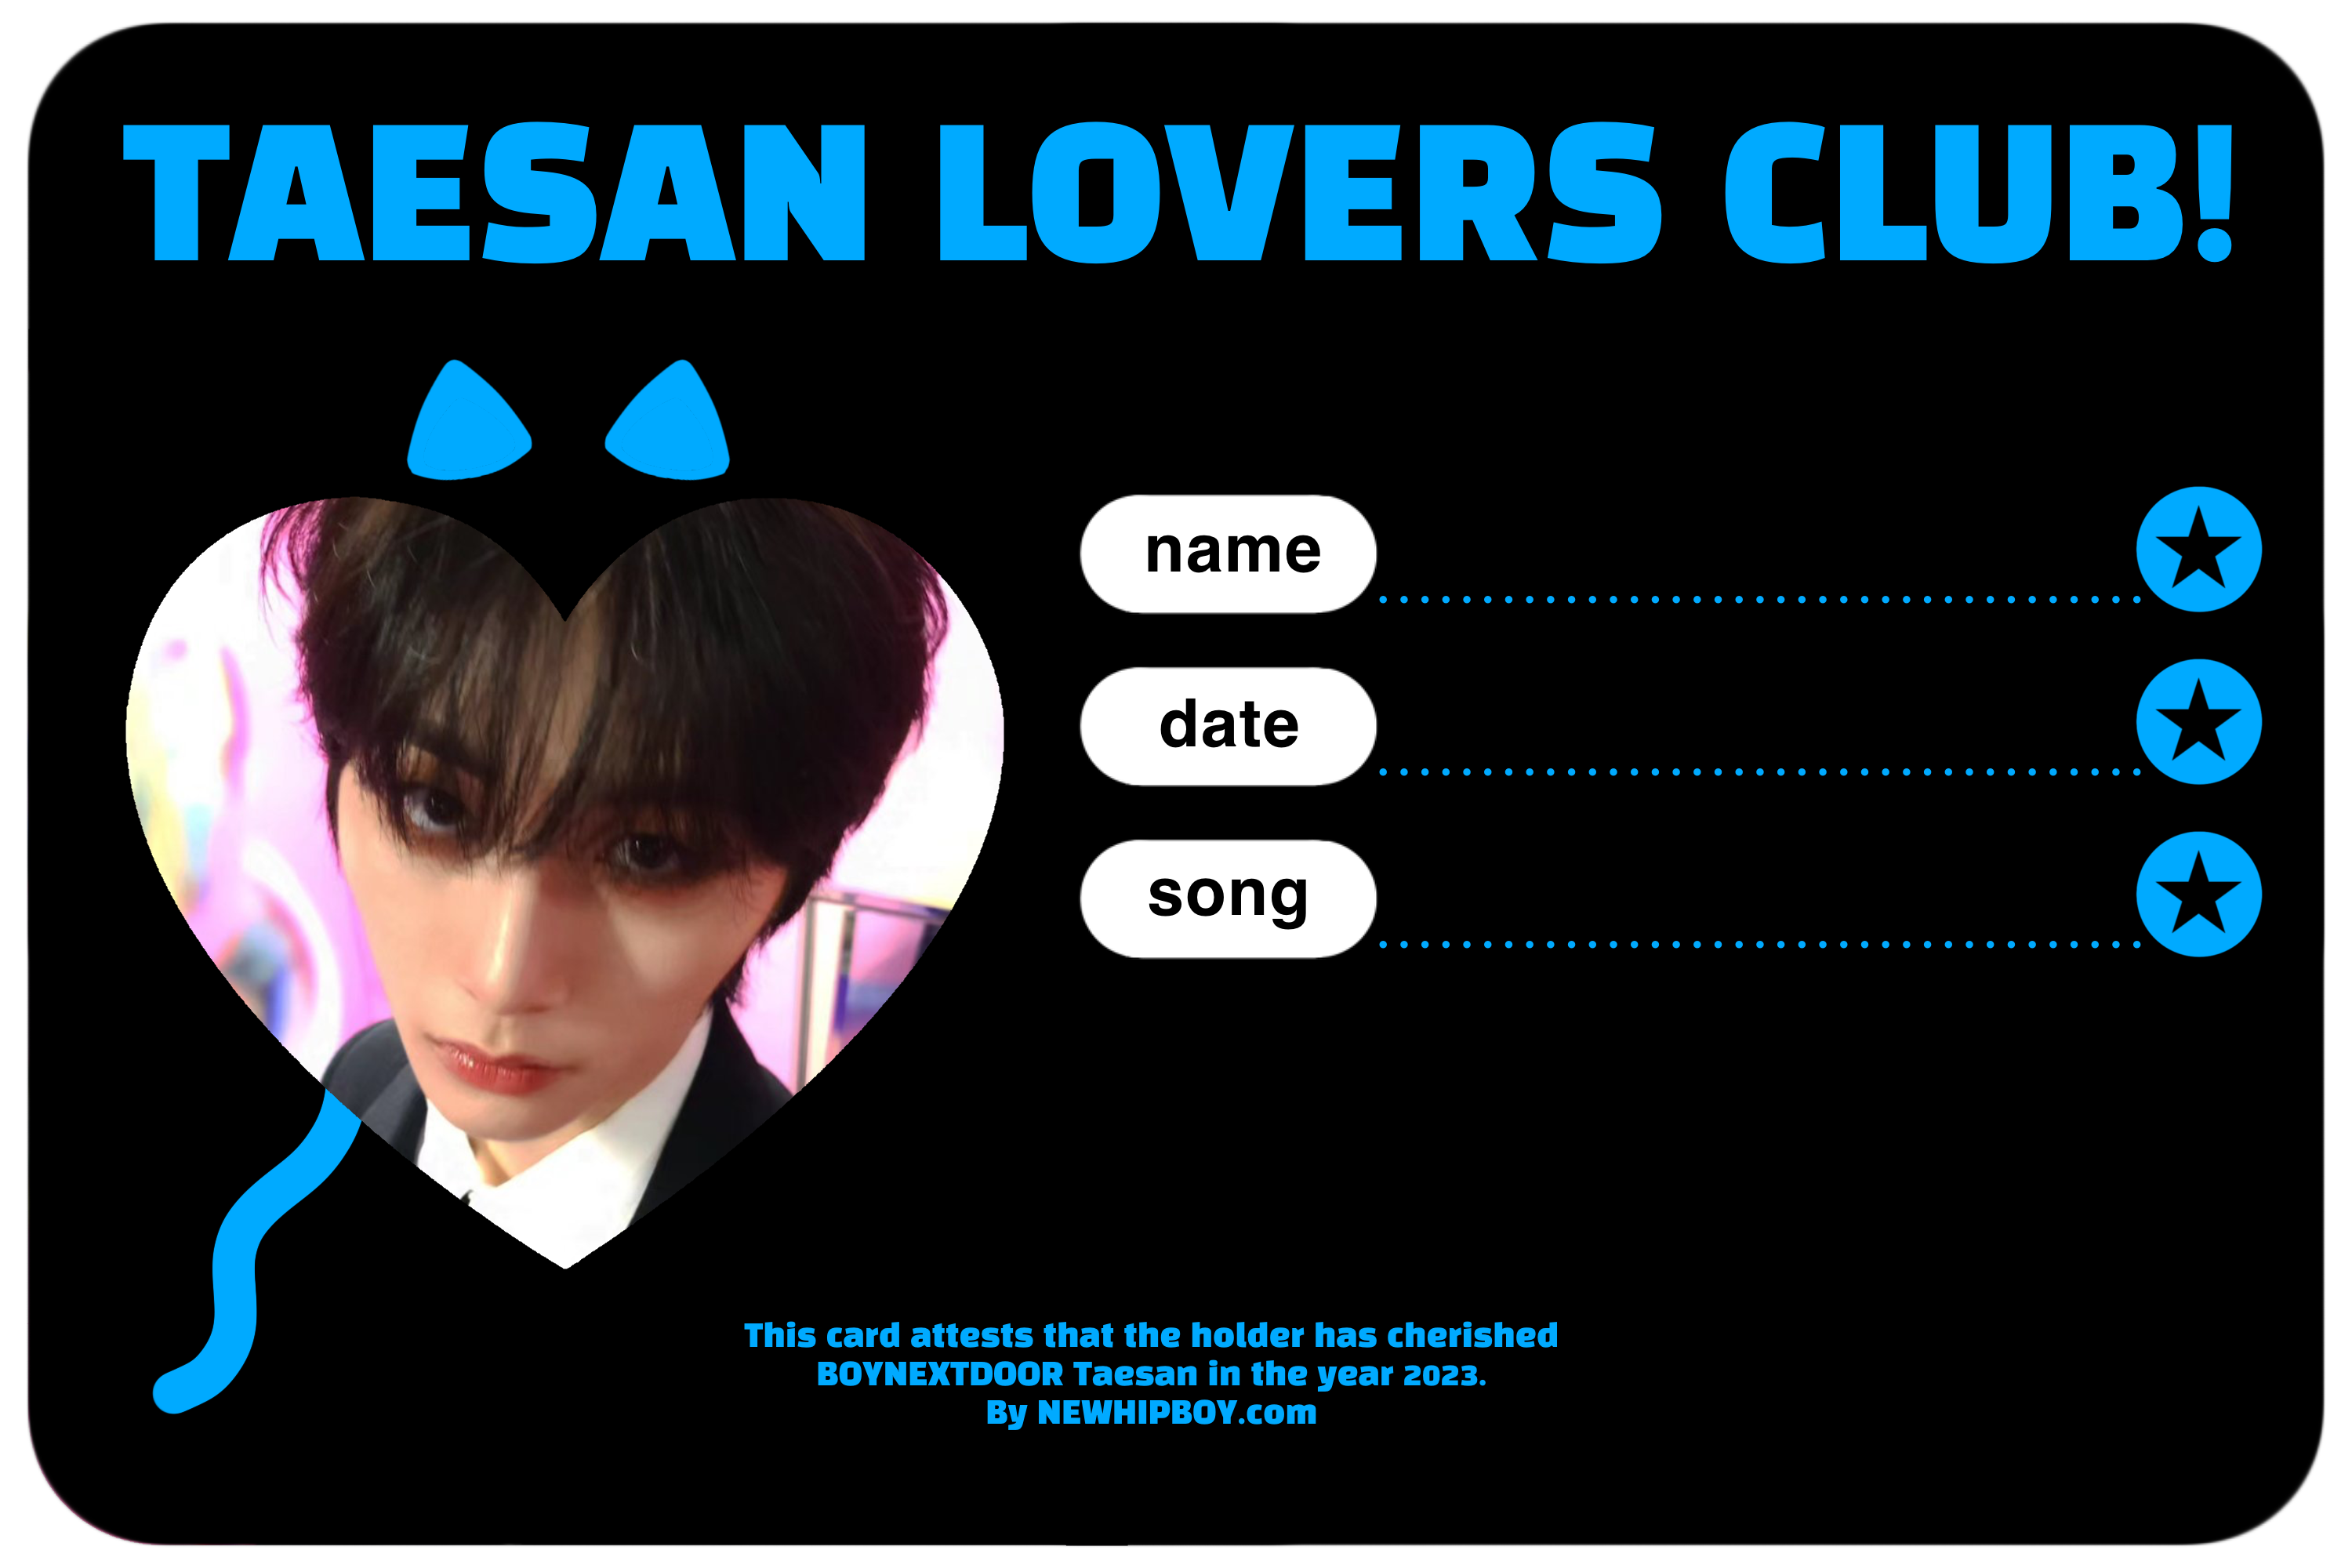 TAESAN LOVERS CLUB!
name
date
song
This card attests that the holder has cherished
BOYNEXTDOOR Taesan in the year 2023.
By NEWHIPBOY.com